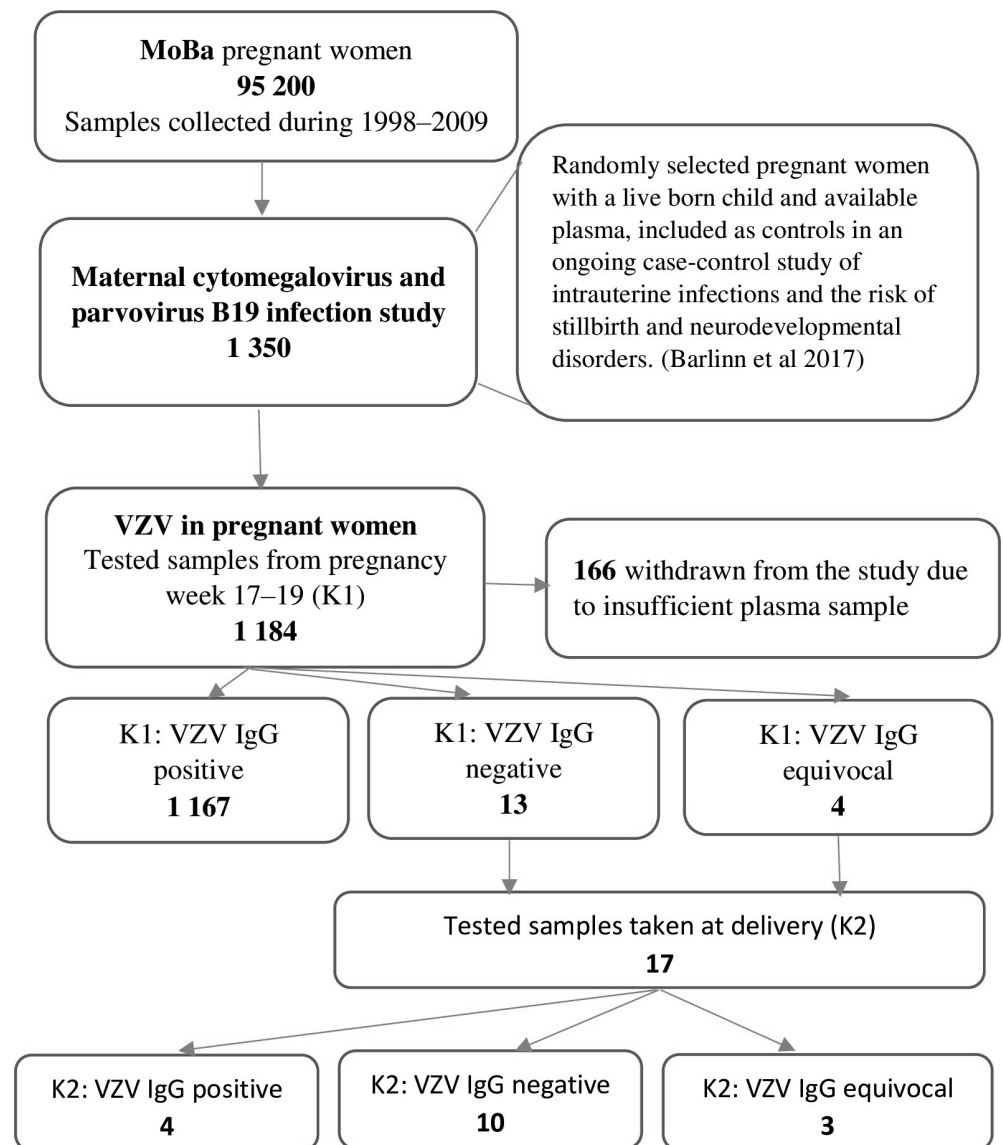 MoBa pregnant women
95 200
Samples collected during 1998–2009
Randomly selected pregnant women
with a live born child and available
plasma, included as controls in an
ongoing case-control study of
intrauterine infections and the risk of
stillbirth and neurodevelopmental
disorders. (Barlinn et al 2017)
Maternal cytomegalovirus and
parvovirus B19 infection study
1 350
VZV in pregnant women
Tested samples from pregnancy
week 17–19 (K1)
1 184
166 withdrawn from the study due
to insufficient plasma sample
K1: VZV IgG
positive
1 167
K1: VZV IgG
negative
13
K1: VZV IgG
equivocal
4
Tested samples taken at delivery (K2)
17
K2: VZV IgG positive
4
K2: VZV IgG negative
10
K2: VZV IgG equivocal
3